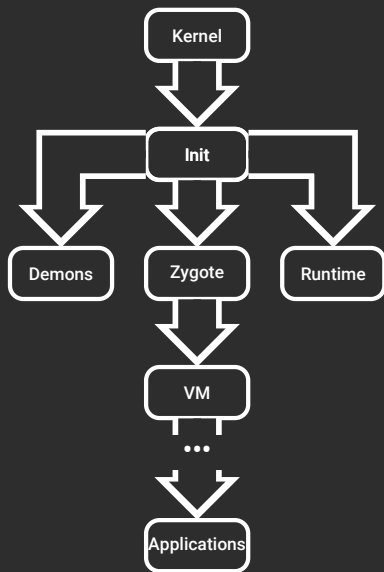 Kernel
Init
Demons
Zygote
Runtime
VM
...
Applications